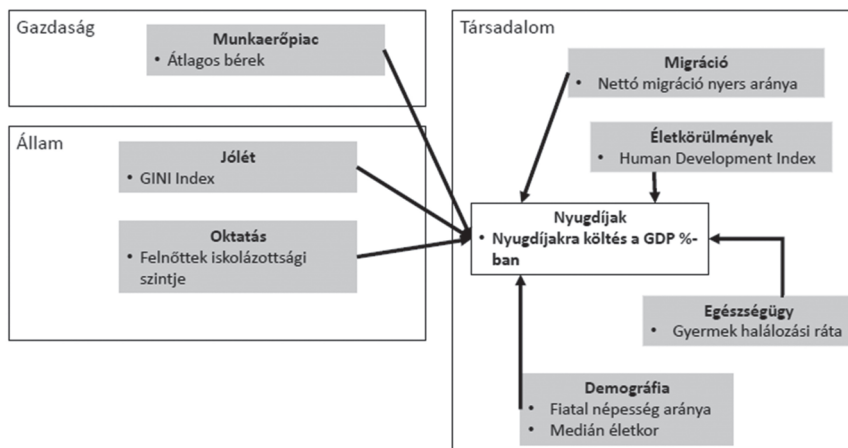 Gazdaság
Munkaerőpiac
• Átlagos bérek
Állam
Jólét
• GINI Index
Oktatás
• Felnőttek iskolázottsági
szintje
Társadalom
Migráció
• Nettó migráció nyers aránya
Életkörülmények
• Human Development Index
Nyugdíjak
• Nyugdíjakra költés a GDP %-
ban
Egészségügy
• Gyermek halálozási ráta
Demográfia
• Fiatal népesség aránya
• Medián életkor